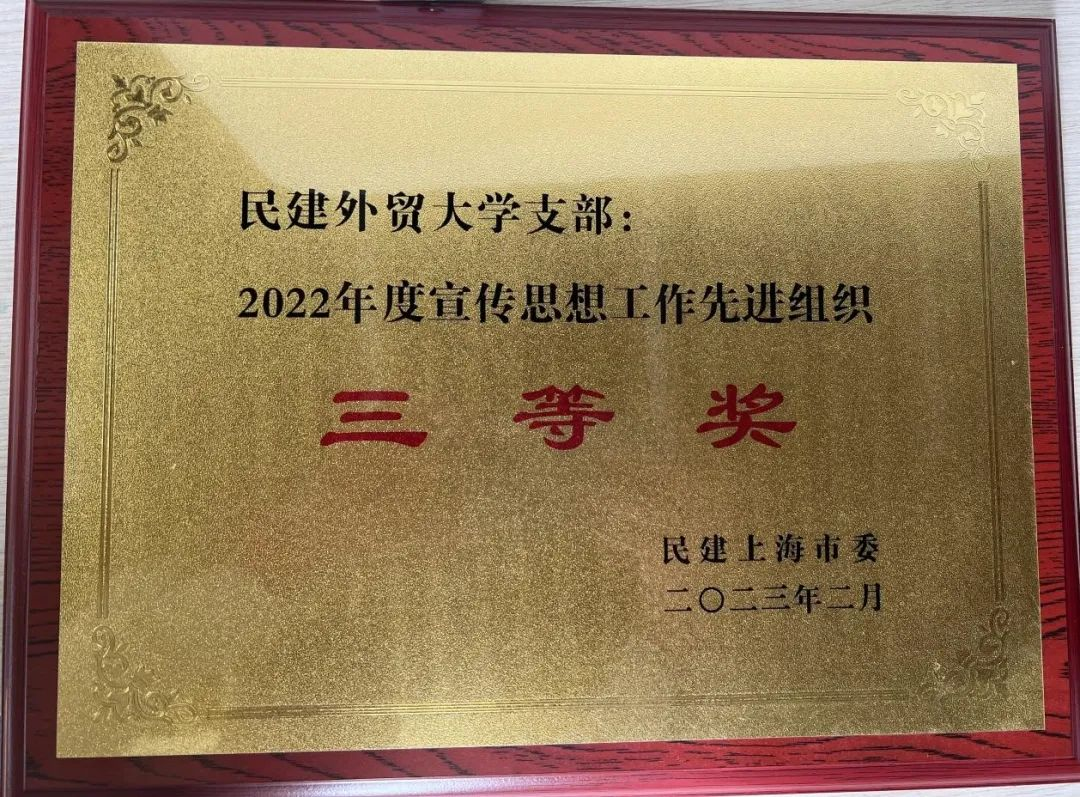 民建外贸大学支部：
2022年度宣传思想工作先进组织
三等奖
民建上海市委
二〇二三年二月